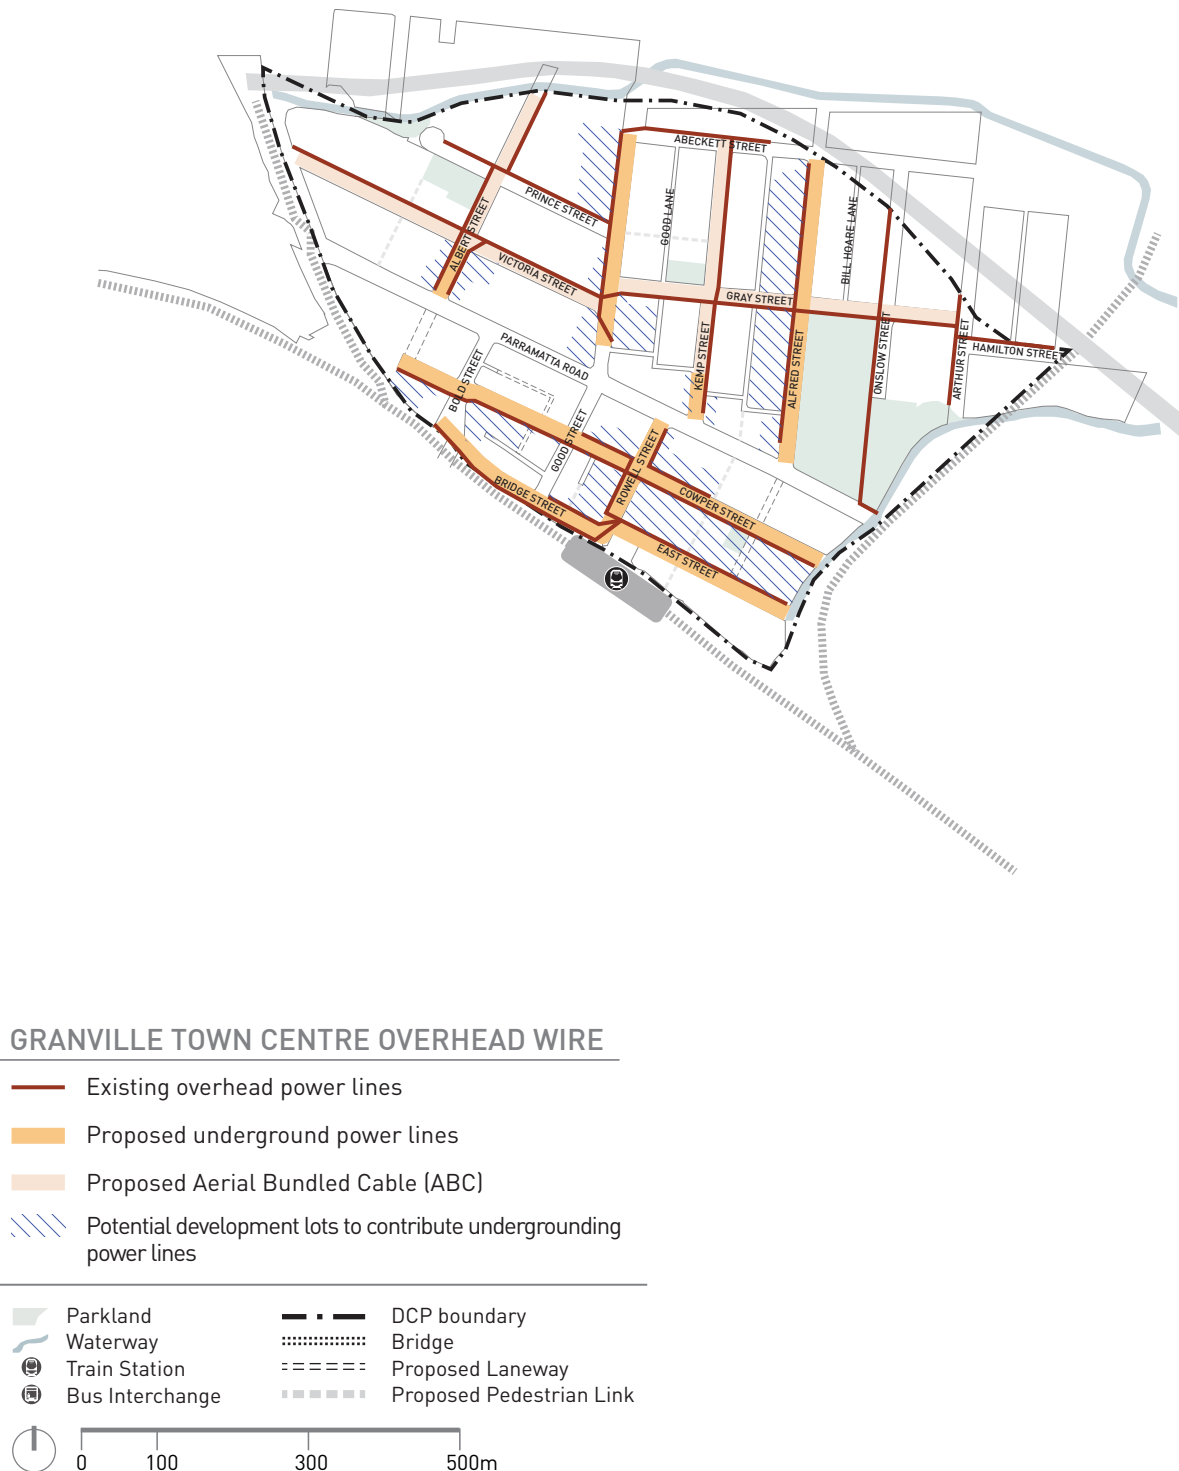 ABECKETT STREET
PRINCE STREET
GOOD LANE
BILL HOARE LANE
ALBERT STREET
VICTORIA STREET
GRAY STREET
PARRAMATTA ROAD
KEMP STREET
ALFRED STREET
ONSLOW STREET
ARTHUR STREET
HAMILTON STREET
BOLD STREET
GOOD STREET
ROWELL STREET
BRIDGE STREET
COWPER STREET
EAST STREET
GRANVILLE TOWN CENTRE OVERHEAD WIRE
Existing overhead power lines
Proposed underground power lines
Proposed Aerial Bundled Cable (ABC)
Potential development lots to contribute undergrounding
power lines
Parkland
Waterway
Train Station
Bus Interchange
DCP boundary
Bridge
Proposed Laneway
Proposed Pedestrian Link
0 100 300 500m